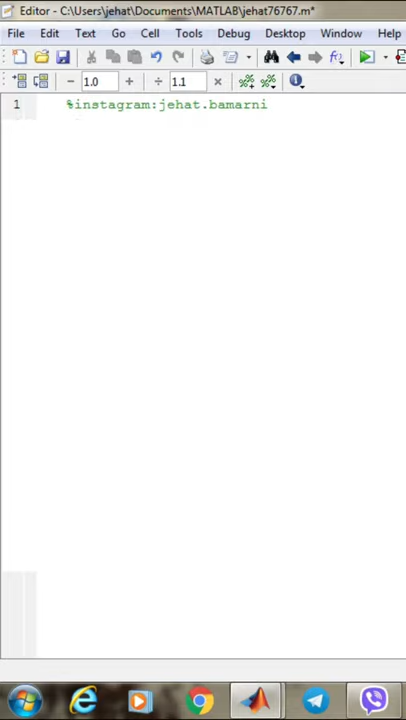 Editor - C:\Users\jehat\Documents\MATLAB\jehat76767.m*
File Edit Text Go Cell Tools Debug Desktop Window Help
− 1.0 + ÷ 1.1 ×
1 %instagram:jehat.bamarni